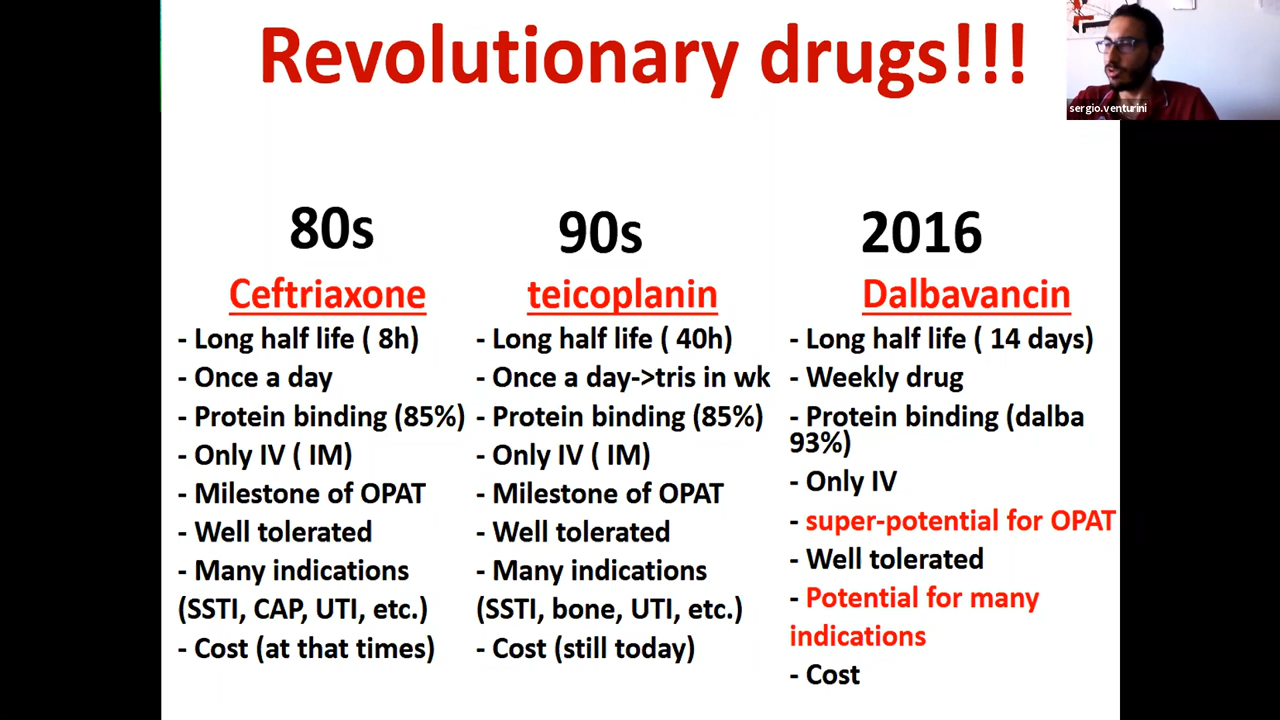 Revolutionary drugs!!!
sergio.venturini
80s
Ceftriaxone
- Long half life ( 8h)
- Once a day
- Protein binding (85%)
- Only IV ( IM)
- Milestone of OPAT
- Well tolerated
- Many indications
(SSTI, CAP, UTI, etc.)
- Cost (at that times)
90s
teicoplanin
- Long half life ( 40h)
- Once a day->tris in wk
- Protein binding (85%)
- Only IV ( IM)
- Milestone of OPAT
- Well tolerated
- Many indications
(SSTI, bone, UTI, etc.)
- Cost (still today)
2016
Dalbavancin
- Long half life ( 14 days)
- Weekly drug
- Protein binding (dalba
93%)
- Only IV
- super-potential for OPAT
- Well tolerated
- Potential for many
indications
- Cost